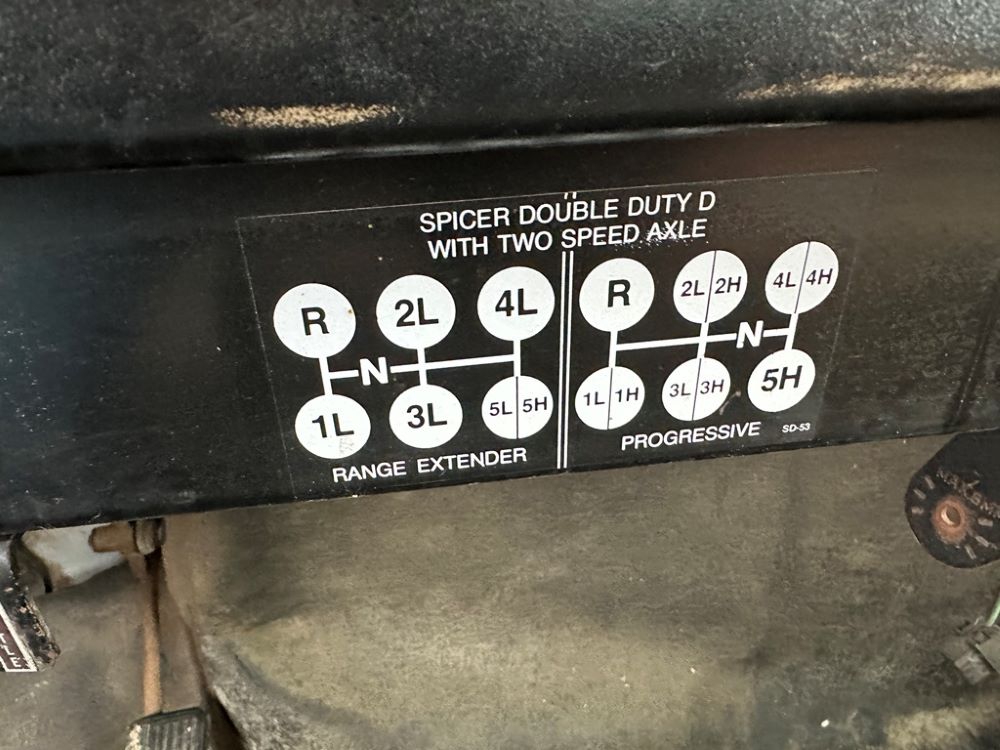 SPICER DOUBLE DUTY D
WITH TWO SPEED AXLE
R 2L 4L
N
1L 3L 5L 5H
RANGE EXTENDER
R 2L 2H 4L 4H
N
1L 1H 3L 3H 5H
PROGRESSIVE SD-53
TLE